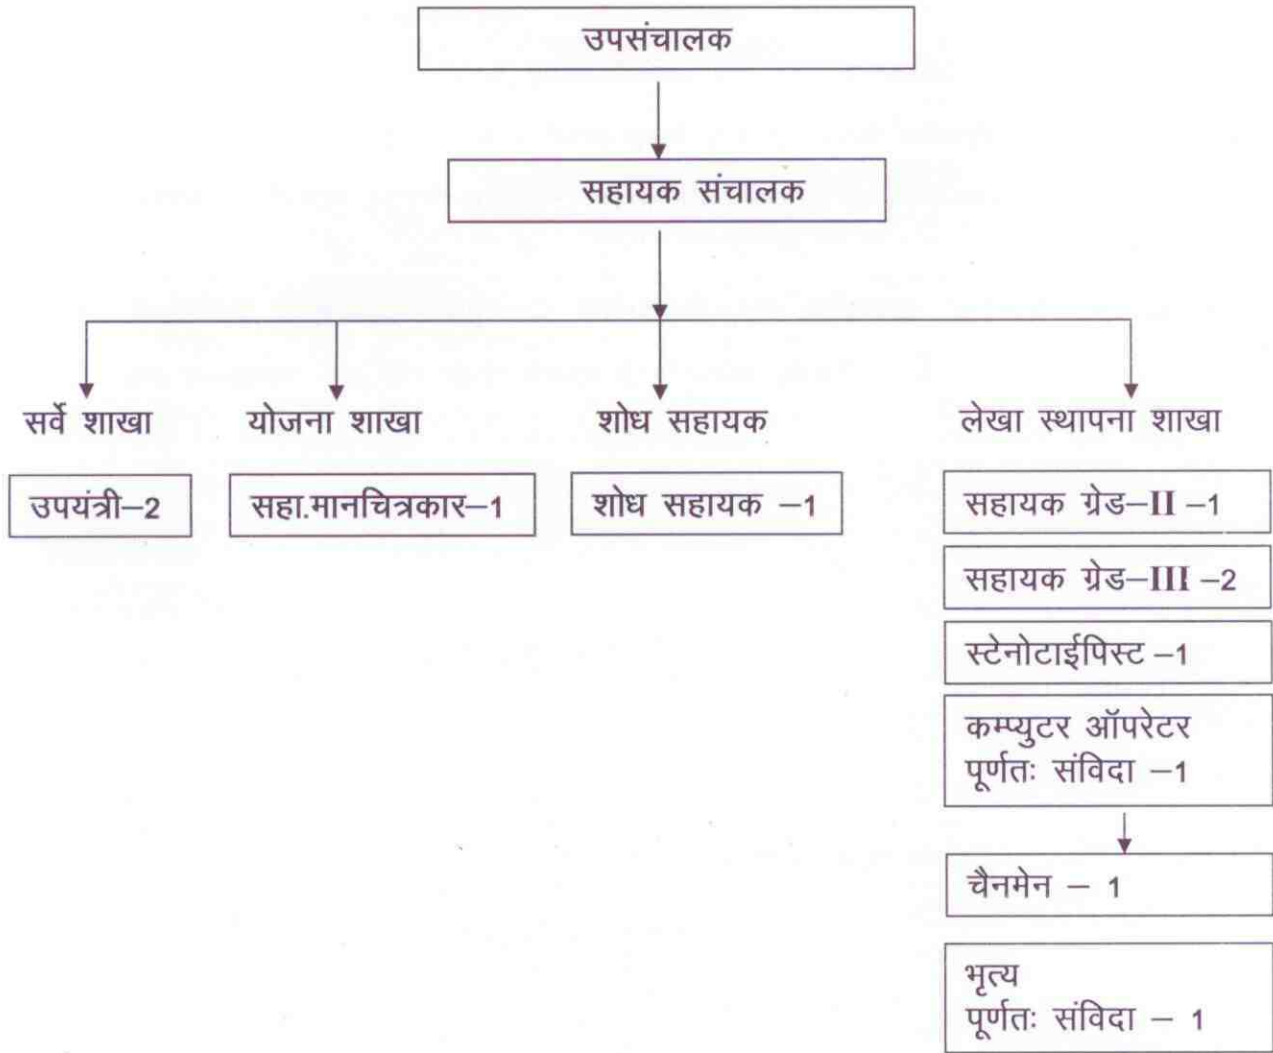 उपसंचालक
सहायक संचालक
सर्वे शाखा
योजना शाखा
शोध सहायक
लेखा स्थापना शाखा
उपयंत्री–2
सहा.मानचित्रकार–1
शोध सहायक –1
सहायक ग्रेड–II –1
सहायक ग्रेड–III –2
स्टेनोटाईपिस्ट –1
कम्प्युटर ऑपरेटर
पूर्णतः संविदा –1
चैनमेन – 1
भृत्य
पूर्णतः संविदा – 1